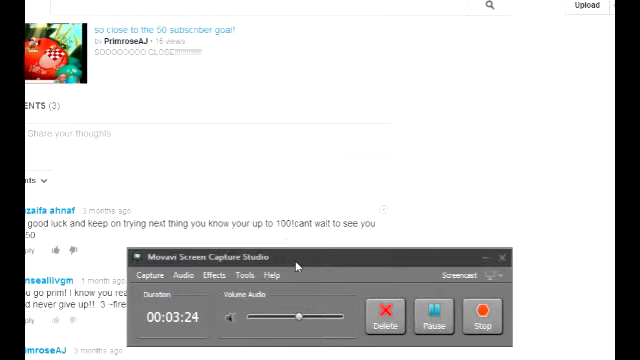 Upload
so close to the 50 subscriber goal!
by PrimroseAJ • 15 views
SOOOOOOOO CLOSE!!!!!!!!!!!!!!!!
ENTS (3)
Share your thoughts
nts
zaifa ahnaf 3 months ago
good luck and keep on trying next thing you know your up to 100!cant wait to see you
50
ply
Movavi Screen Capture Studio
Capture Audio Effects Tools Help Screencast
nseallivgm 1 month ago
u go prim! I know you rea
d never give up!! :3 ~fires
ply
Duration
00:03:24
Volume Audio
Delete
Pause
Stop
rimroseAJ 3 months ago